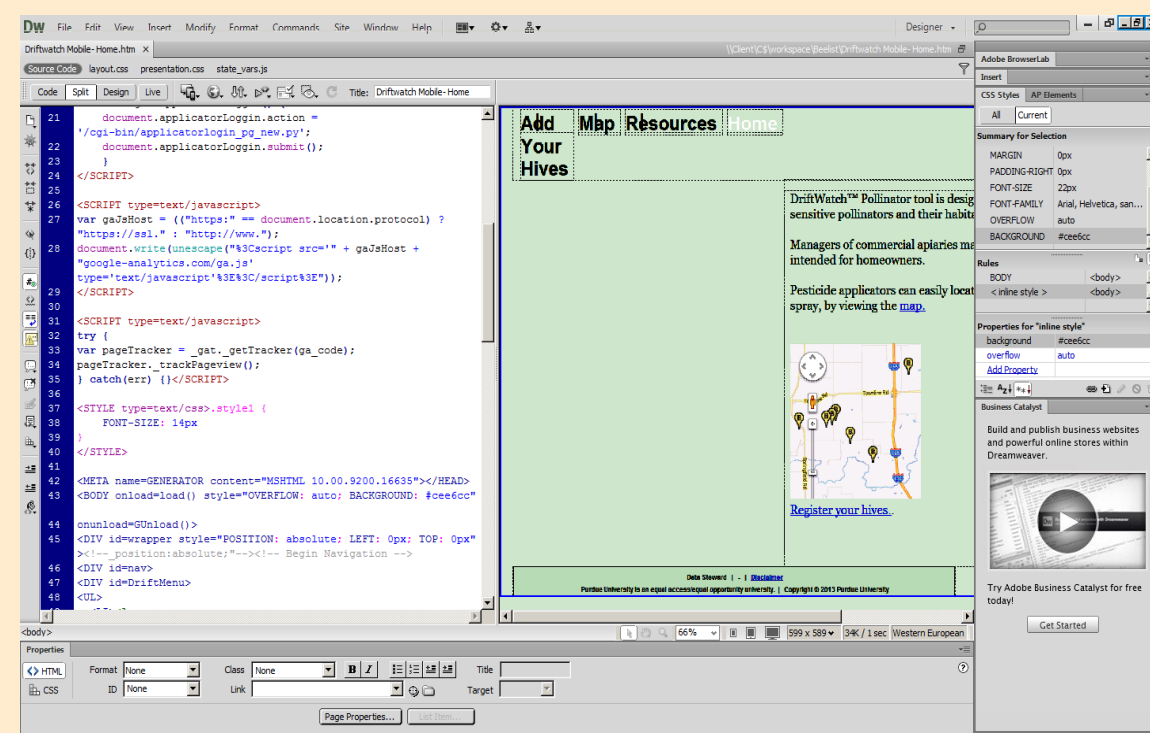 DW File Edit View Insert Modify Format Commands Site Window Help Designer
Driftwatch Mobile- Home.htm × \\Client\C$\workspace\Beelist\Driftwatch Mobile- Home.htm
Source Code layout.css presentation.css state_vars.js
Code Split Design Live Title: Driftwatch Mobile- Home
21 document.applicatorLoggin.action =
'/cgi-bin/applicatorlogin_pg_new.py';
22 document.applicatorLoggin.submit();
23 }
24 </SCRIPT>
25
26 <SCRIPT type=text/javascript>
27 var gaJsHost = (("https:" == document.location.protocol) ?
"https://ssl." : "http://www.");
28 document.write(unescape("%3Cscript src='" + gaJsHost +
"google-analytics.com/ga.js'
type='text/javascript'%3E%3C/script%3E"));
29 </SCRIPT>
30
31 <SCRIPT type=text/javascript>
32 try {
33 var pageTracker = _gat._getTracker(ga_code);
34 pageTracker._trackPageview();
35 } catch(err) {}</SCRIPT>
36
37 <STYLE type=text/css>.style1 {
38 FONT-SIZE: 14px
39 }
40 </STYLE>
41
42 <META name=GENERATOR content="MSHTML 10.00.9200.16635"></HEAD>
43 <BODY onload=load() style="OVERFLOW: auto; BACKGROUND: #cee6cc"
44 onunload=GUnload()>
45 <DIV id=wrapper style="POSITION: absolute; LEFT: 0px; TOP: 0px"
><!--_position:absolute;"--><!-- Begin Navigation -->
46 <DIV id=nav>
47 <DIV id=DriftMenu>
48 <UL>
<body>
Add Your Hives
Map
Resources
Home
DriftWatch™ Pollinator tool is desig
sensitive pollinators and their habita
Managers of commercial apiaries ma
intended for homeowners.
Pesticide applicators can easily locat
spray, by viewing the map.
Townline Rd
Springfield Rd
Register your hives..
Data Steward | - | Disclaimer
Purdue University is an equal access/equal opportunity university. | Copyright © 2013 Purdue University
66% 599 x 589 34K / 1 sec Western European
Adobe BrowserLab
Insert
CSS Styles AP Elements
All Current
Summary for Selection
MARGIN 0px
PADDING-RIGHT 0px
FONT-SIZE 22px
FONT-FAMILY Arial, Helvetica, san...
OVERFLOW auto
BACKGROUND #cee6cc
Rules
BODY <body>
< inline style > <body>
Properties for "inline style"
background #cee6cc
overflow auto
Add Property
Business Catalyst
Build and publish business websites
and powerful online stores within
Dreamweaver.
Try Adobe Business Catalyst for free
today!
Get Started
Properties
<> HTML Format None Class None B I Title
CSS ID None Link Target
Page Properties... List Item...